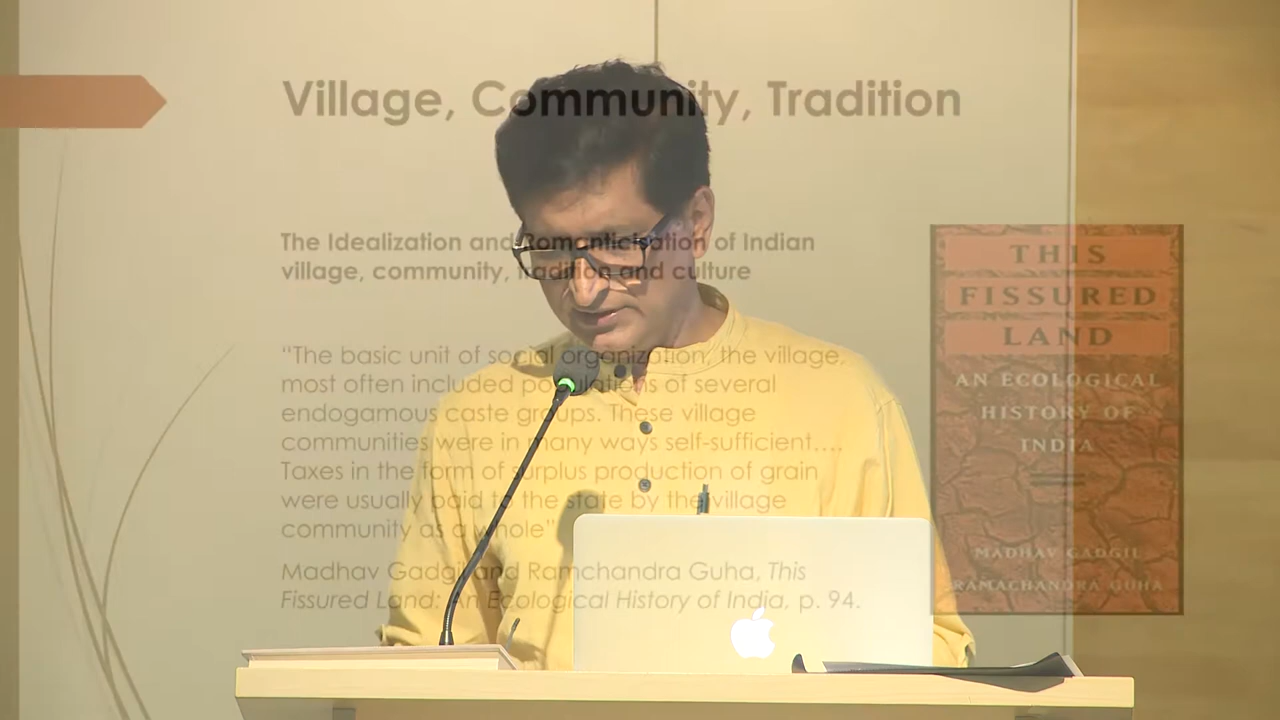 Village, Community, Tradition
The Idealization and Romanticization of Indian
village, community, tradition and culture
“The basic unit of social organization, the village,
most often included populations of several
endogamous caste groups. These village
communities were in many ways self-sufficient….
Taxes in the form of surplus production of grain
were usually paid to the state by the village
community as a whole”
Madhav Gadgil and Ramchandra Guha, This
Fissured Land: An Ecological History of India, p. 94.
THIS
FISSURED
LAND
AN ECOLOGICAL
HISTORY OF
INDIA
MADHAV GADGIL
RAMACHANDRA GUHA